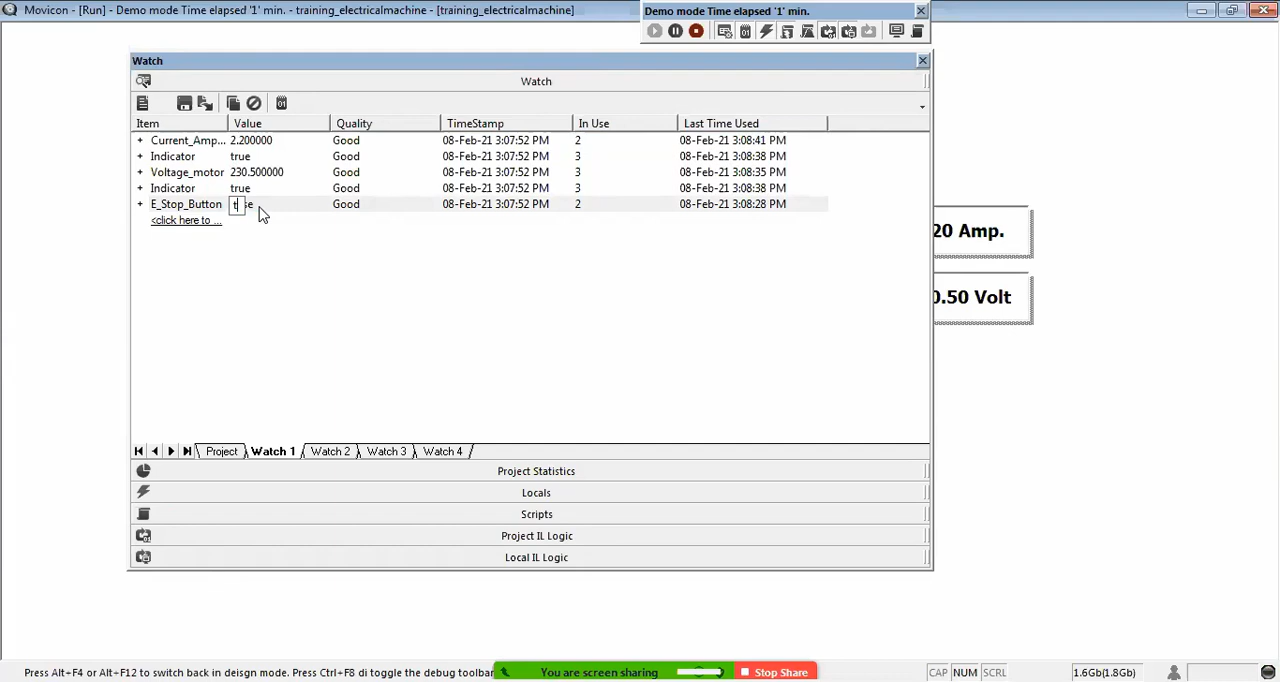 Movicon - [Run] - Demo mode Time elapsed '1' min. - training_electricalmachine - [training_electricalmachine]
Demo mode Time elapsed '1' min.
Watch
Watch
Item Value Quality TimeStamp In Use Last Time Used
+ Current_Amp... 2.200000 Good 08-Feb-21 3:07:52 PM 2 08-Feb-21 3:08:41 PM
+ Indicator true Good 08-Feb-21 3:07:52 PM 3 08-Feb-21 3:08:38 PM
+ Voltage_motor 230.500000 Good 08-Feb-21 3:07:52 PM 3 08-Feb-21 3:08:35 PM
+ Indicator true Good 08-Feb-21 3:07:52 PM 3 08-Feb-21 3:08:38 PM
+ E_Stop_Button Good 08-Feb-21 3:07:52 PM 2 08-Feb-21 3:08:28 PM
<click here to ...
20 Amp.
0.50 Volt
Project Watch 1 Watch 2 Watch 3 Watch 4
Project Statistics
Locals
Scripts
Project IL Logic
Local IL Logic
Press Alt+F4 or Alt+F12 to switch back in deisgn mode. Press Ctrl+F8 di toggle the debug toolbar
You are screen sharing
Stop Share
CAP NUM SCRL 1.6Gb(1.8Gb)